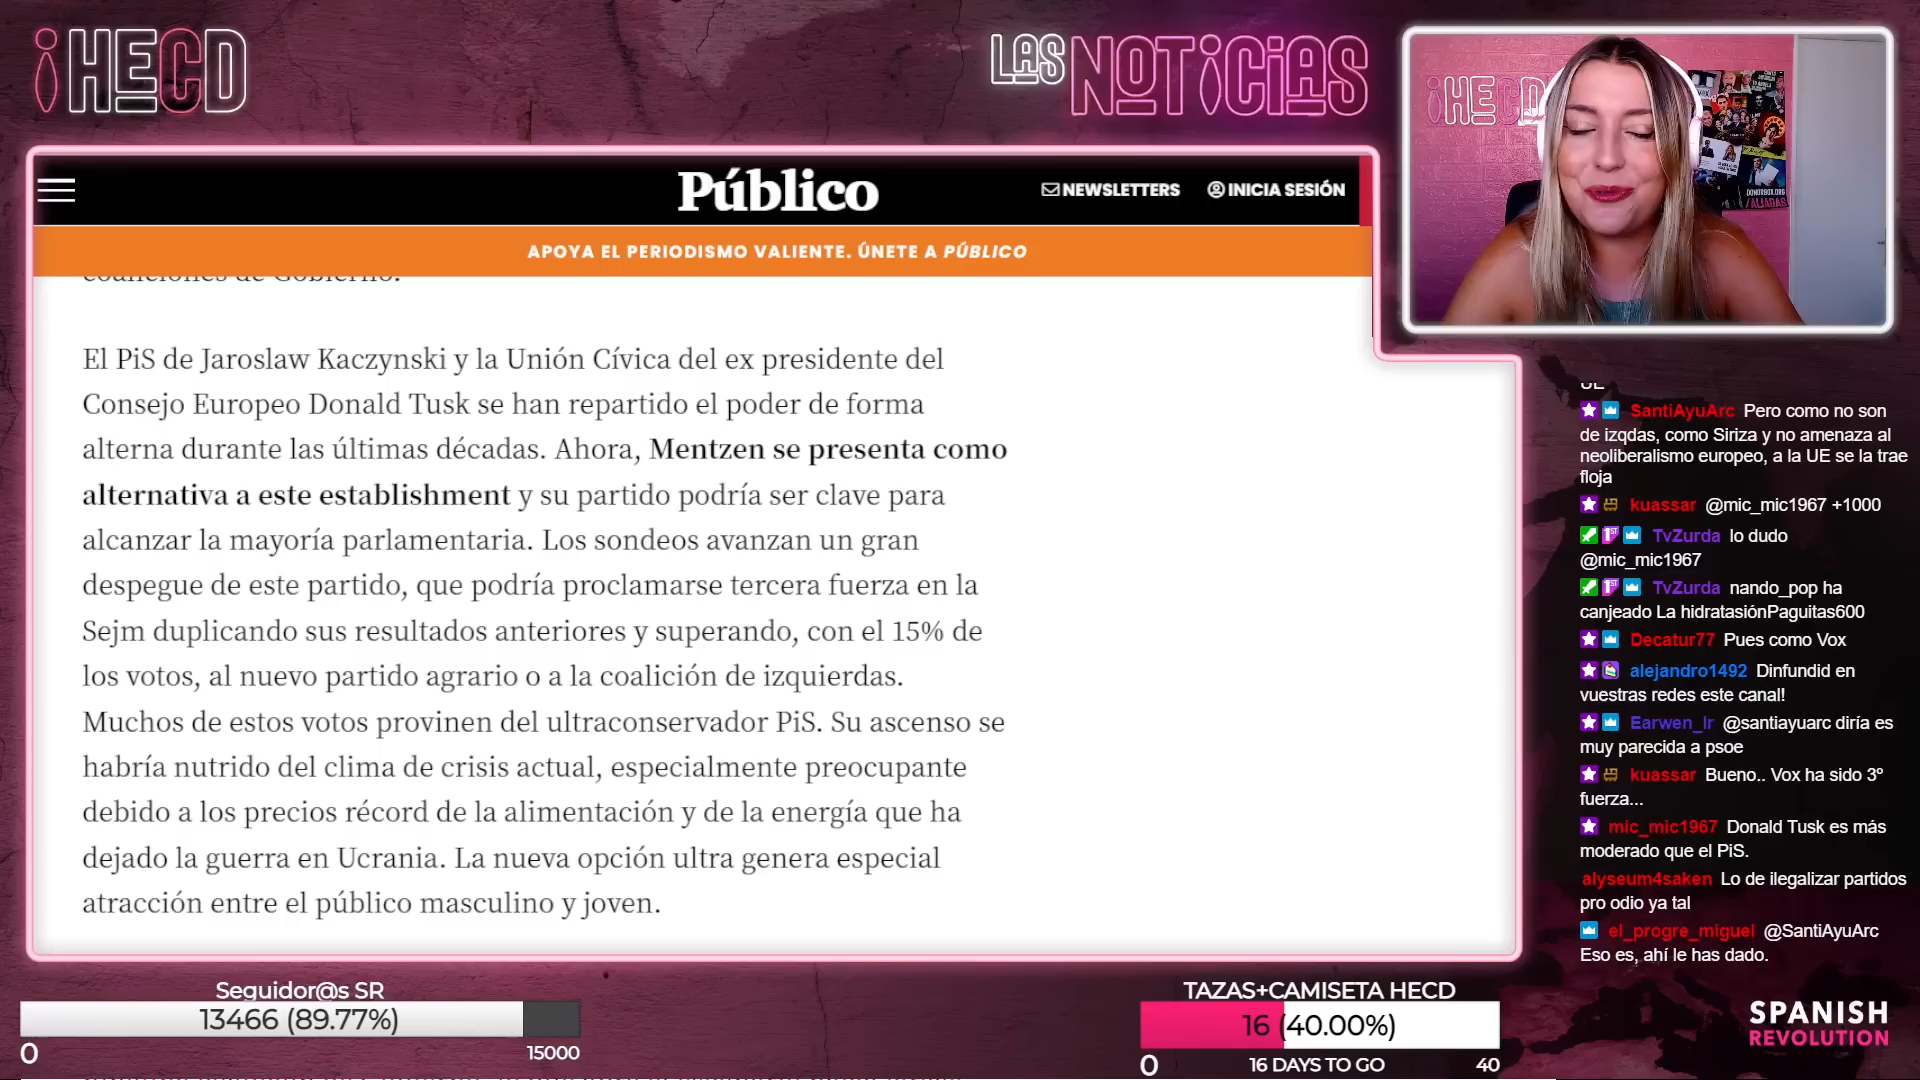 ¡HECD
LAS NOTICIAS
Público
NEWSLETTERS
INICIA SESIÓN
APOYA EL PERIODISMO VALIENTE. ÚNETE A PÚBLICO
coaliciones de Gobierno.
El PiS de Jaroslaw Kaczynski y la Unión Cívica del ex presidente del
Consejo Europeo Donald Tusk se han repartido el poder de forma
alterna durante las últimas décadas. Ahora, Mentzen se presenta como
alternativa a este establishment y su partido podría ser clave para
alcanzar la mayoría parlamentaria. Los sondeos avanzan un gran
despegue de este partido, que podría proclamarse tercera fuerza en la
Sejm duplicando sus resultados anteriores y superando, con el 15% de
los votos, al nuevo partido agrario o a la coalición de izquierdas.
Muchos de estos votos provinen del ultraconservador PiS. Su ascenso se
habría nutrido del clima de crisis actual, especialmente preocupante
debido a los precios récord de la alimentación y de la energía que ha
dejado la guerra en Ucrania. La nueva opción ultra genera especial
atracción entre el público masculino y joven.
¡HECD
DONORBOX.ORG
/ALIADAS
UE
SantiAyuArc Pero como no son
de izqdas, como Siriza y no amenaza al
neoliberalismo europeo, a la UE se la trae
floja
kuassar @mic_mic1967 +1000
TvZurda lo dudo
@mic_mic1967
TvZurda nando_pop ha
canjeado La hidratasiónPaguitas600
Decatur77 Pues como Vox
alejandro1492 Dinfundid en
vuestras redes este canal!
Earwen_lr @santiayuarc diría es
muy parecida a psoe
kuassar Bueno.. Vox ha sido 3º
fuerza...
mic_mic1967 Donald Tusk es más
moderado que el PiS.
alyseum4saken Lo de ilegalizar partidos
pro odio ya tal
el_progre_miguel @SantiAyuArc
Eso es, ahí le has dado.
Seguidor@s SR
13466 (89.77%)
0
15000
TAZAS+CAMISETA HECD
16 (40.00%)
0
16 DAYS TO GO
40
SPANISH
REVOLUTION